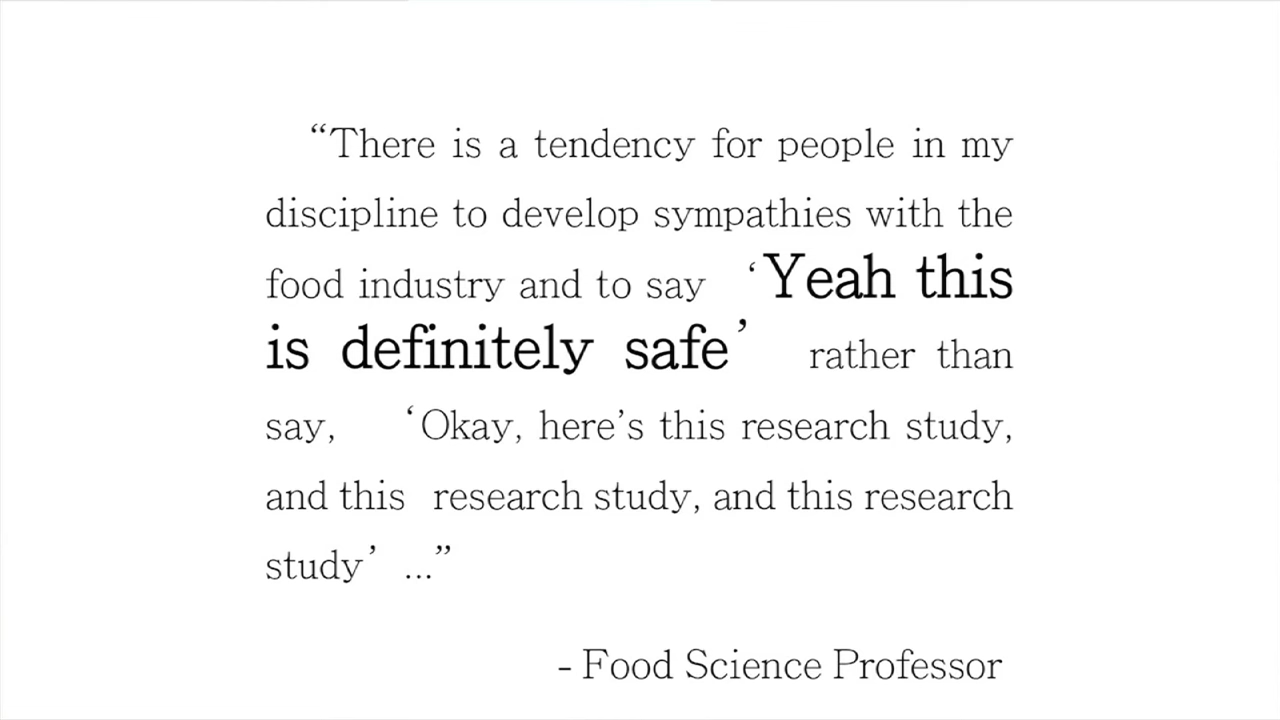 “There is a tendency for people in my
discipline to develop sympathies with the
food industry and to say ‘Yeah this
is definitely safe’ rather than
say, ‘Okay, here’s this research study,
and this research study, and this research
study’ ...”
- Food Science Professor